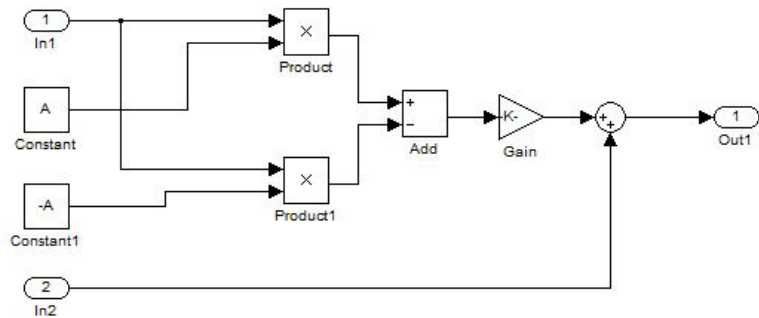 1
In1
×
Product
A
Constant
+
−
Add
-K-
Gain
+
+
1
Out1
×
Product1
-A
Constant1
2
In2